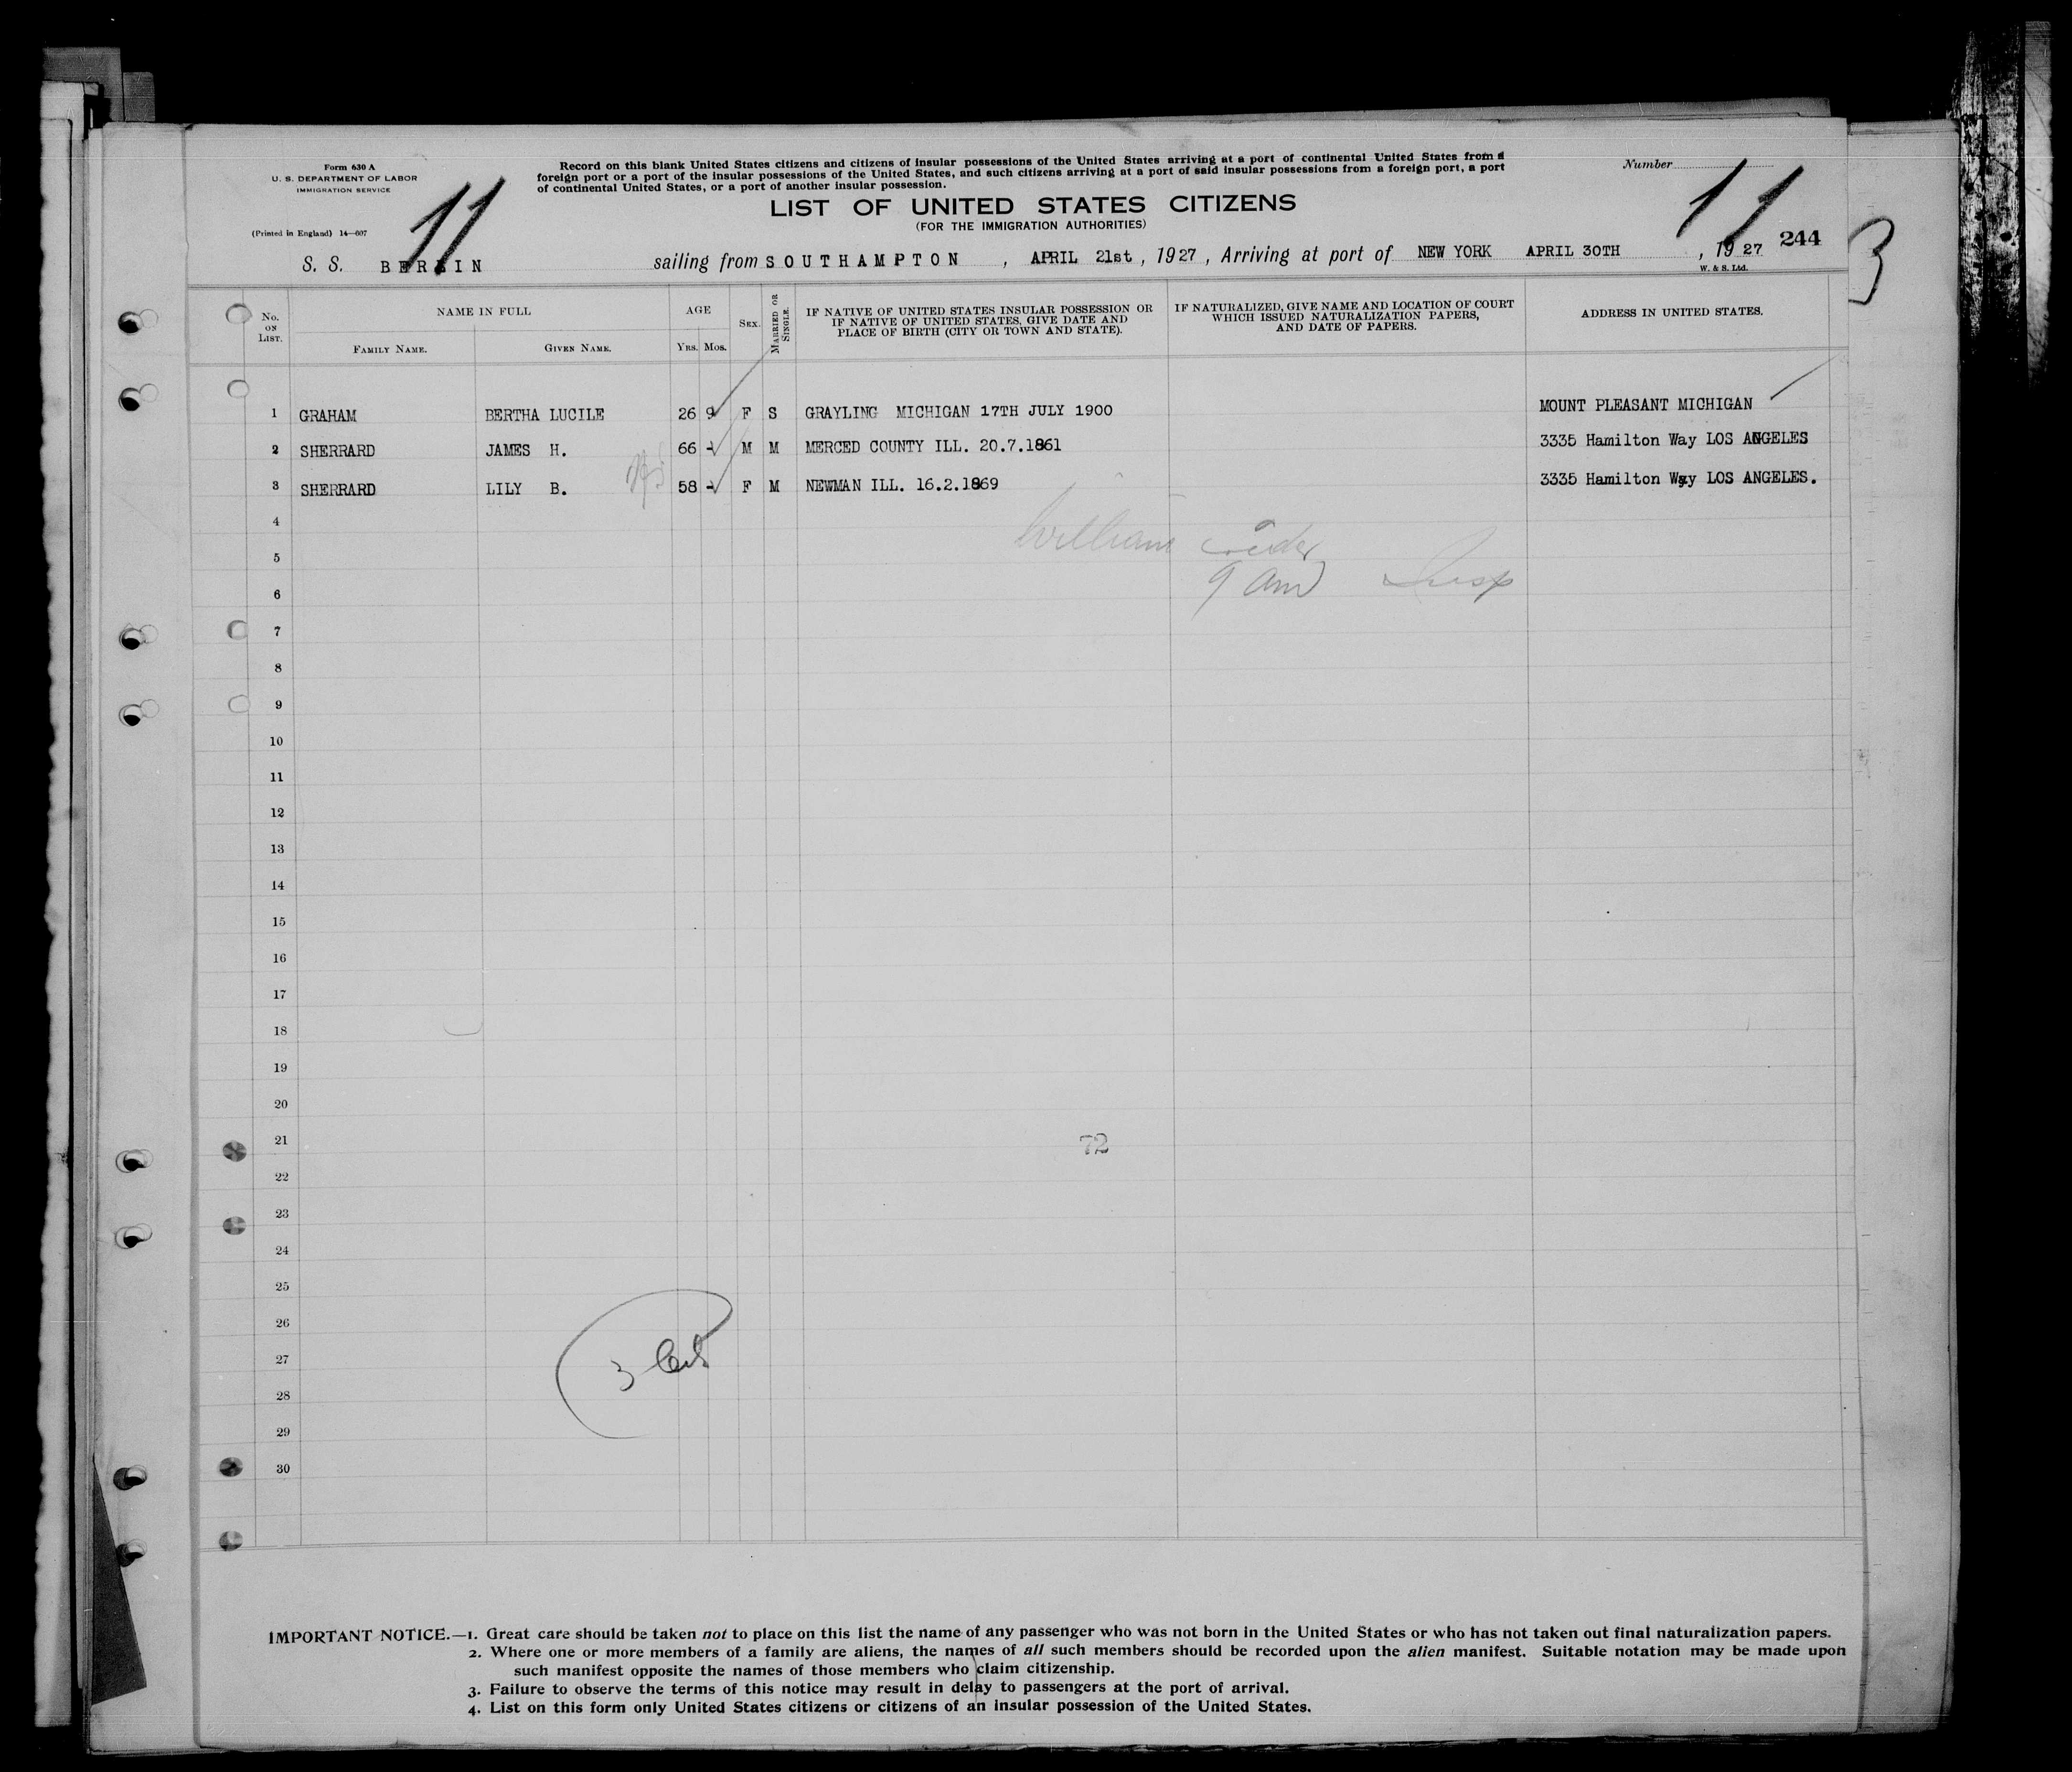 Form 630 A
U. S. DEPARTMENT OF LABOR
IMMIGRATION SERVICE
(Printed in England) 14—607
11
Record on this blank United States citizens and citizens of insular possessions of the United States arriving at a port of continental United States from a
foreign port or a port of the insular possessions of the United States, and such citizens arriving at a port of said insular possessions from a foreign port, a port
of continental United States, or a port of another insular possession.
Number
11
LIST OF UNITED STATES CITIZENS
(FOR THE IMMIGRATION AUTHORITIES)
244
3
S. S. BERLIN sailing from SOUTHAMPTON , APRIL 21st , 1927 , Arriving at port of NEW YORK APRIL 30TH , 1927
W. & S. Ltd.
No. ON LIST. NAME IN FULL AGE SEX. MARRIED OR SINGLE. IF NATIVE OF UNITED STATES INSULAR POSSESSION OR IF NATIVE OF UNITED STATES, GIVE DATE AND PLACE OF BIRTH (CITY OR TOWN AND STATE). IF NATURALIZED, GIVE NAME AND LOCATION OF COURT WHICH ISSUED NATURALIZATION PAPERS, AND DATE OF PAPERS. ADDRESS IN UNITED STATES.
FAMILY NAME. GIVEN NAME. YRS. MOS.
1 GRAHAM BERTHA LUCILE 26 9 F S GRAYLING MICHIGAN 17TH JULY 1900 MOUNT PLEASANT MICHIGAN
2 SHERRARD JAMES H. 66 - M M MERCED COUNTY ILL. 20.7.1861 3335 Hamilton Way LOS ANGELES
3 SHERRARD LILY B. 58 - F M NEWMAN ILL. 16.2.1869 3335 Hamilton Way LOS ANGELES.
4
William
5
9 am Insp
6
7
8
9
10
11
12
13
14
15
16
17
18
19
20
21
72
22
23
24
25
26
27
3
28
29
30
IMPORTANT NOTICE.—1. Great care should be taken not to place on this list the name of any passenger who was not born in the United States or who has not taken out final naturalization papers.
2. Where one or more members of a family are aliens, the names of all such members should be recorded upon the alien manifest. Suitable notation may be made upon
such manifest opposite the names of those members who claim citizenship.
3. Failure to observe the terms of this notice may result in delay to passengers at the port of arrival.
4. List on this form only United States citizens or citizens of an insular possession of the United States.